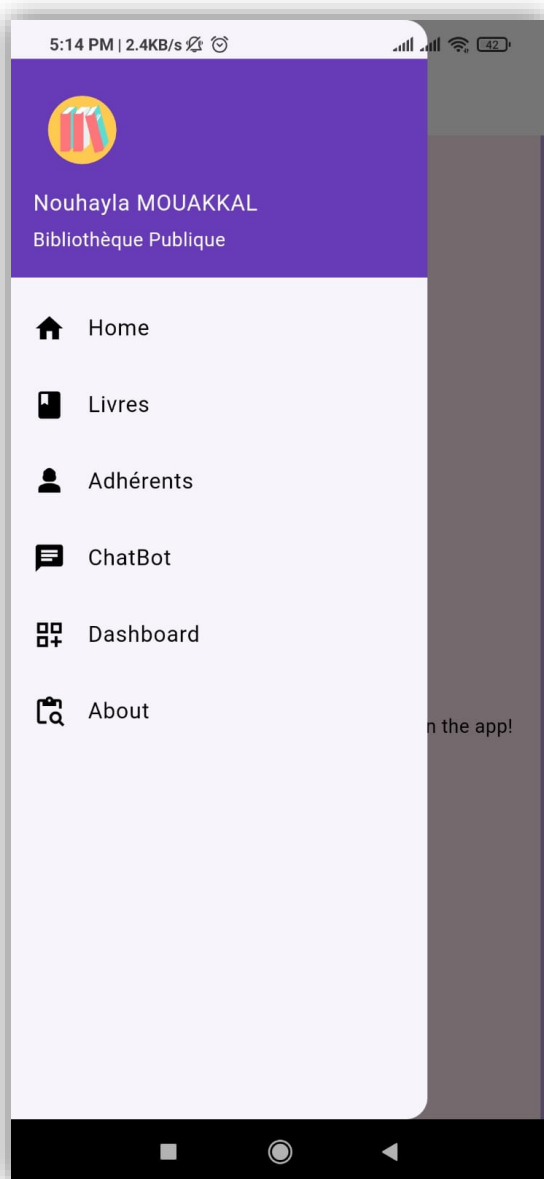 5:14 PM | 2.4KB/s
42
Nouhayla MOUAKKAL
Bibliothèque Publique
Home
Livres
Adhérents
ChatBot
Dashboard
About
n the app!